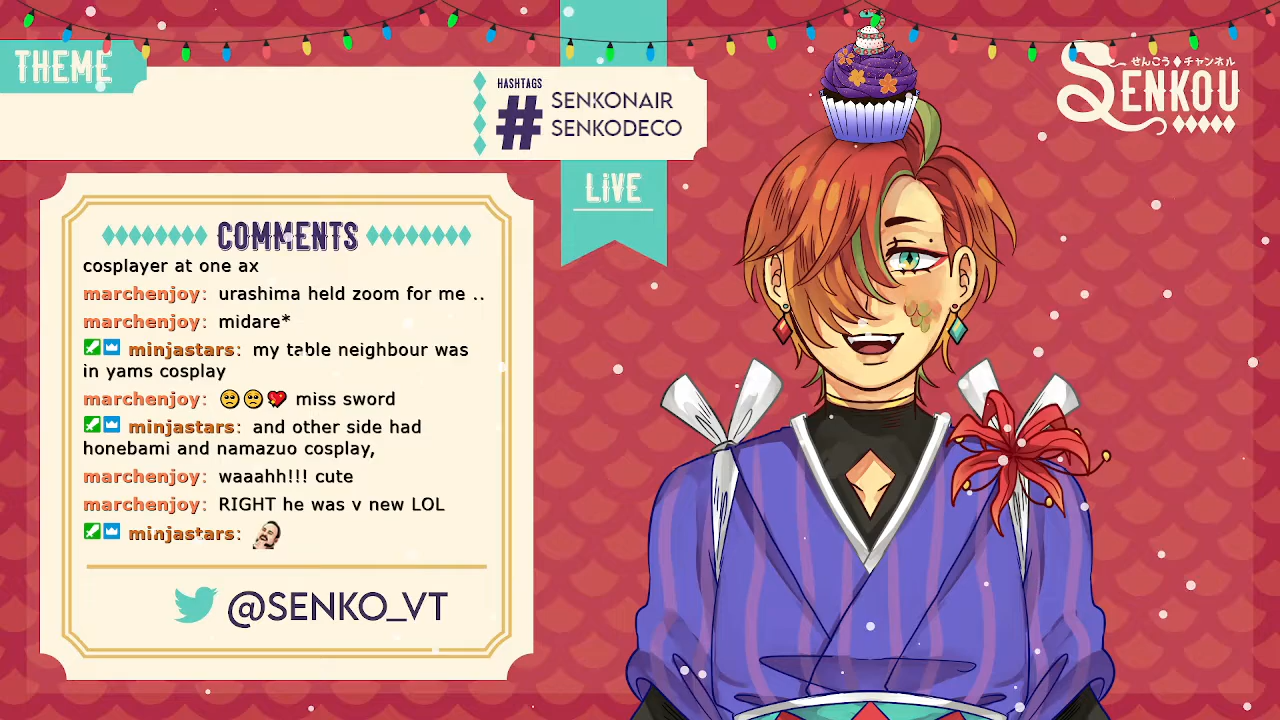 THEME
HASHTAGS
#
SENKONAIR
SENKODECO
せんこう♦チャンネル
SENKOU
LIVE
COMMENTS
cosplayer at one ax
marchenjoy: urashima held zoom for me ..
marchenjoy: midare*
minjastars: my table neighbour was
in yams cosplay
marchenjoy: 🥺🥺💖 miss sword
minjastars: and other side had
honebami and namazuo cosplay,
marchenjoy: waaahh!!! cute
marchenjoy: RIGHT he was v new LOL
minjastars:
@SENKO_VT